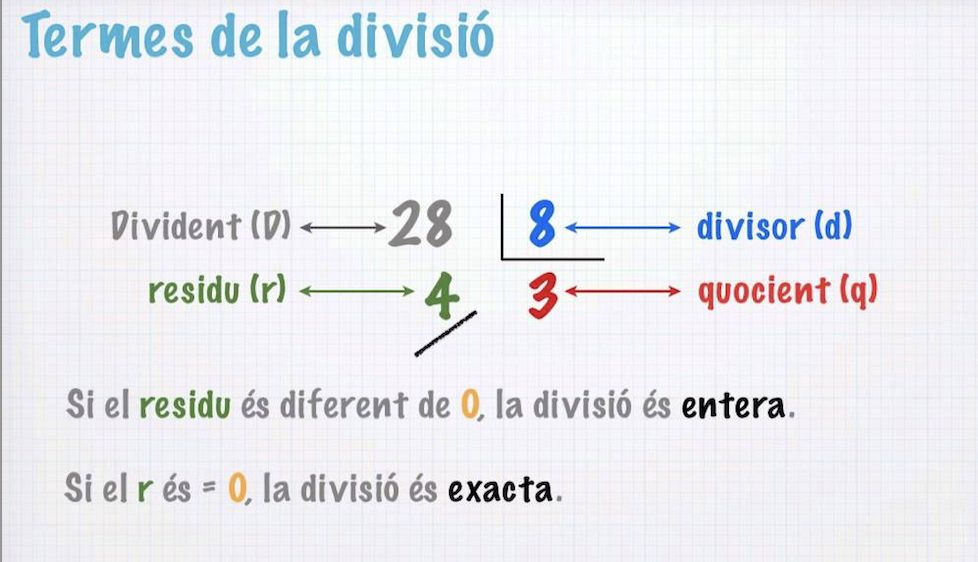 Termes de la divisió
Divident (D) 28 8 divisor (d)
residu (r) 4 3 quocient (q)
Si el residu és diferent de 0, la divisió és entera.
Si el r és = 0, la divisió és exacta.